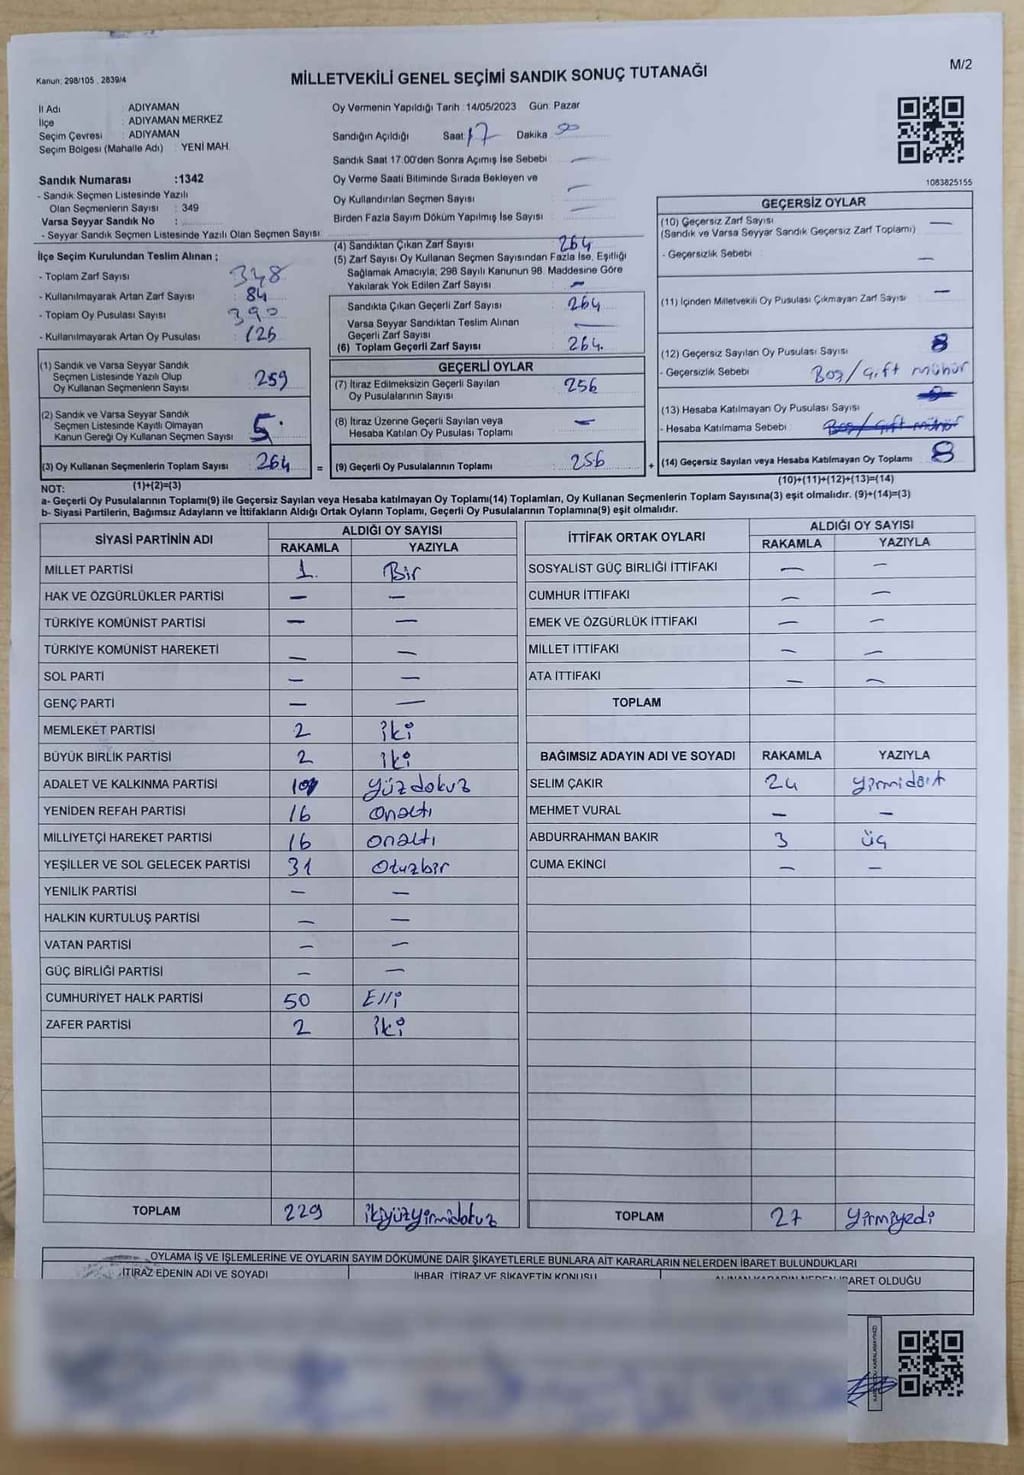 MİLLETVEKİLİ GENEL SEÇİMİ SANDIK SONUÇ TUTANAĞI
M/2
Kanun: 298/105 , 2839/4
İl Adı ADIYAMAN
İlçe : ADIYAMAN MERKEZ
Seçim Çevresi : ADIYAMAN
Seçim Bölgesi (Mahalle Adı) : YENİ MAH.
Sandık Numarası :1342
- Sandık Seçmen Listesinde Yazılı
Olan Seçmenlerin Sayısı : 349
Varsa Seyyar Sandık No :
- Seyyar Sandık Seçmen Listesinde Yazılı Olan Seçmen Sayısı
Oy Vermenin Yapıldığı Tarih :14/05/2023 Gün: Pazar
Sandığın Açıldığı Saat 17 Dakika
Sandık Saat 17:00'den Sonra Açımış İse Sebebi —
Oy Verme Saati Bitiminde Sırada Bekleyen ve
Oy Kullandırılan Seçmen Sayısı —
Birden Fazla Sayım Döküm Yapılmış İse Sayısı —
1083825155
İlçe Seçim Kurulundan Teslim Alınan ;
- Toplam Zarf Sayısı : 348
- Kullanılmayarak Artan Zarf Sayısı : 84
- Toplam Oy Pusulası Sayısı : 390
- Kullanılmayarak Artan Oy Pusulası : 126
(1) Sandık ve Varsa Seyyar Sandık
Seçmen Listesinde Yazılı Olup
Oy Kullanan Seçmenlerin Sayısı 259
(2) Sandık ve Varsa Seyyar Sandık
Seçmen Listesinde Kayıtlı Olmayan
Kanun Gereği Oy Kullanan Seçmen Sayısı 5
(3) Oy Kullanan Seçmenlerin Toplam Sayısı 264 =
(1)+(2)=(3)
(4) Sandıktan Çıkan Zarf Sayısı 264
(5) Zarf Sayısı Oy Kullanan Seçmen Sayısından Fazla İse, Eşitliği
Sağlamak Amacıyla; 298 Sayılı Kanunun 98. Maddesine Göre
Yakılarak Yok Edilen Zarf Sayısı —
Sandıkta Çıkan Geçerli Zarf Sayısı 264
Varsa Seyyar Sandıktan Teslim Alınan
Geçerli Zarf Sayısı —
(6) Toplam Geçerli Zarf Sayısı 264.
GEÇERLİ OYLAR
(7) İtiraz Edilmeksizin Geçerli Sayılan
Oy Pusulalarının Sayısı 256
(8) İtiraz Üzerine Geçerli Sayılan veya
Hesaba Katılan Oy Pusulası Toplamı —
(9) Geçerli Oy Pusulalarının Toplamı 256 +
GEÇERSİZ OYLAR
(10) Geçersiz Zarf Sayısı —
(Sandık ve Varsa Seyyar Sandık Geçersiz Zarf Toplamı)
- Geçersizlik Sebebi —
(11) İçinden Milletvekili Oy Pusulası Çıkmayan Zarf Sayısı —
(12) Geçersiz Sayılan Oy Pusulası Sayısı 8
- Geçersizlik Sebebi Boş/Çift mühür
(13) Hesaba Katılmayan Oy Pusulası Sayısı
- Hesaba Katılmama Sebebi Boş/Çift mühür
(14) Geçersiz Sayılan veya Hesaba Katılmayan Oy Toplamı 8
(10)+(11)+(12)+(13)=(14)
NOT:
a- Geçerli Oy Pusulalarının Toplamı(9) ile Geçersiz Sayılan veya Hesaba katılmayan Oy Toplamı(14) Toplamları, Oy Kullanan Seçmenlerin Toplam Sayısına(3) eşit olmalıdır. (9)+(14)=(3)
b- Siyasi Partilerin, Bağımsız Adayların ve İttifakların Aldığı Ortak Oyların Toplamı, Geçerli Oy Pusulalarının Toplamına(9) eşit olmalıdır.
SİYASİ PARTİNİN ADI ALDIĞI OY SAYISI
RAKAMLA YAZIYLA
MİLLET PARTİSİ 1. Bir
HAK VE ÖZGÜRLÜKLER PARTİSİ — —
TÜRKİYE KOMÜNİST PARTİSİ — —
TÜRKİYE KOMÜNİST HAREKETİ — —
SOL PARTİ — —
GENÇ PARTİ — —
MEMLEKET PARTİSİ 2 iki
BÜYÜK BİRLİK PARTİSİ 2 iki
ADALET VE KALKINMA PARTİSİ 109 yüzdokuz
YENİDEN REFAH PARTİSİ 16 onaltı
MİLLİYETÇİ HAREKET PARTİSİ 16 onaltı
YEŞİLLER VE SOL GELECEK PARTİSİ 31 Otuzbir
YENİLİK PARTİSİ — —
HALKIN KURTULUŞ PARTİSİ — —
VATAN PARTİSİ — —
GÜÇ BİRLİĞİ PARTİSİ — —
CUMHURİYET HALK PARTİSİ 50 Elli
ZAFER PARTİSİ 2 iki
TOPLAM 229 ikiyüzyirmidokuz
İTTİFAK ORTAK OYLARI ALDIĞI OY SAYISI
RAKAMLA YAZIYLA
SOSYALİST GÜÇ BİRLİĞİ İTTİFAKI — —
CUMHUR İTTİFAKI — —
EMEK VE ÖZGÜRLÜK İTTİFAKI — —
MİLLET İTTİFAKI — —
ATA İTTİFAKI — —
TOPLAM
BAĞIMSIZ ADAYIN ADI VE SOYADI RAKAMLA YAZIYLA
SELİM ÇAKIR 24 yirmidört
MEHMET VURAL — —
ABDURRAHMAN BAKIR 3 üç
CUMA EKİNCİ — —
TOPLAM 27 yirmiyedi
OYLAMA İŞ VE İŞLEMLERİNE VE OYLARIN SAYIM DÖKÜMÜNE DAİR ŞİKAYETLERLE BUNLARA AİT KARARLARIN NELERDEN İBARET BULUNDUKLARI
İTİRAZ EDENİN ADI VE SOYADI İHBAR, İTİRAZ VE ŞİKAYETİN KONUSU ALINAN KARARIN NEDEN İBARET OLDUĞU